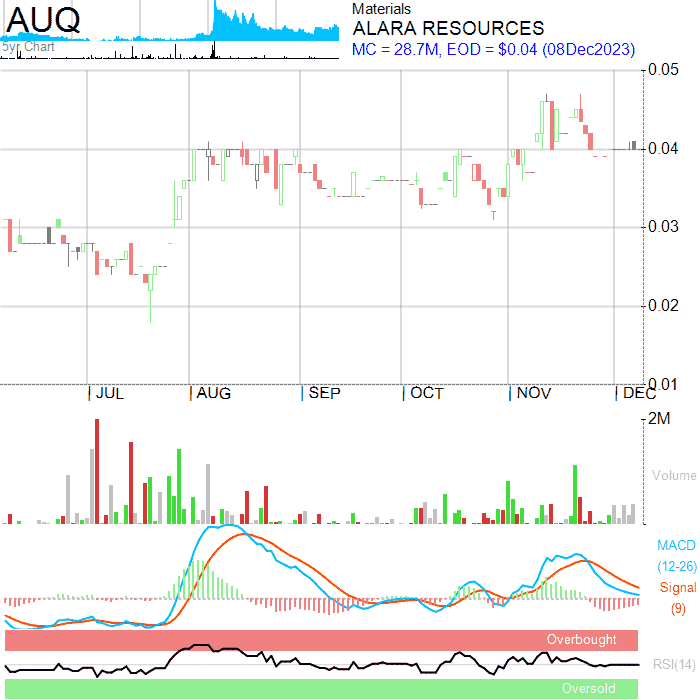 AUQ
5yr Chart
Materials
ALARA RESOURCES
MC = 28.7M, EOD = $0.04 (08Dec2023)
0.05
0.04
0.03
0.02
0.01
JUL AUG SEP OCT NOV DEC
2M
Volume
MACD
(12-26)
Signal
(9)
Overbought
RSI(14)
Oversold